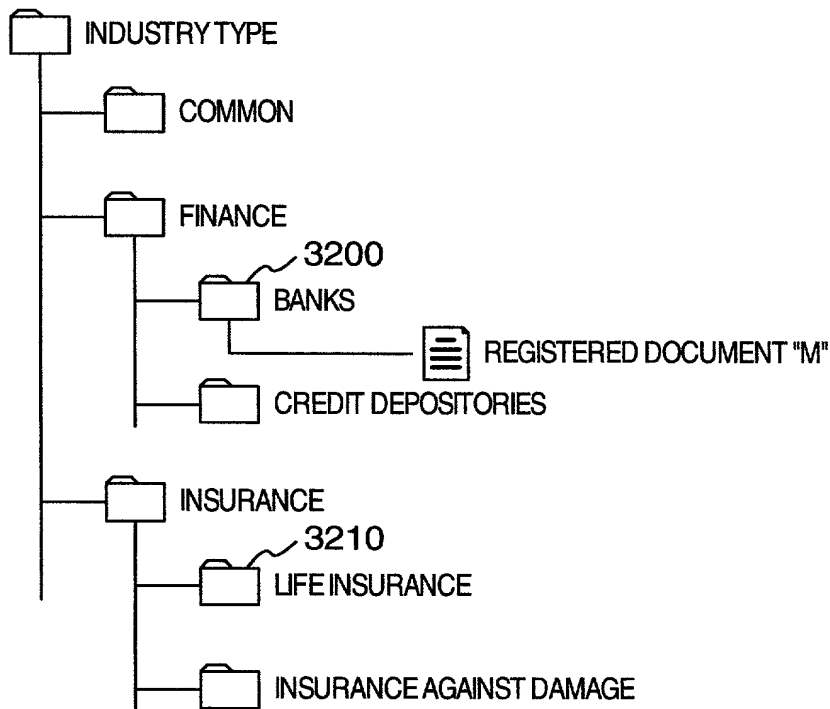 INDUSTRY TYPE
COMMON
FINANCE
3200
BANKS
REGISTERED DOCUMENT "M"
CREDIT DEPOSITORIES
INSURANCE
3210
LIFE INSURANCE
INSURANCE AGAINST DAMAGE